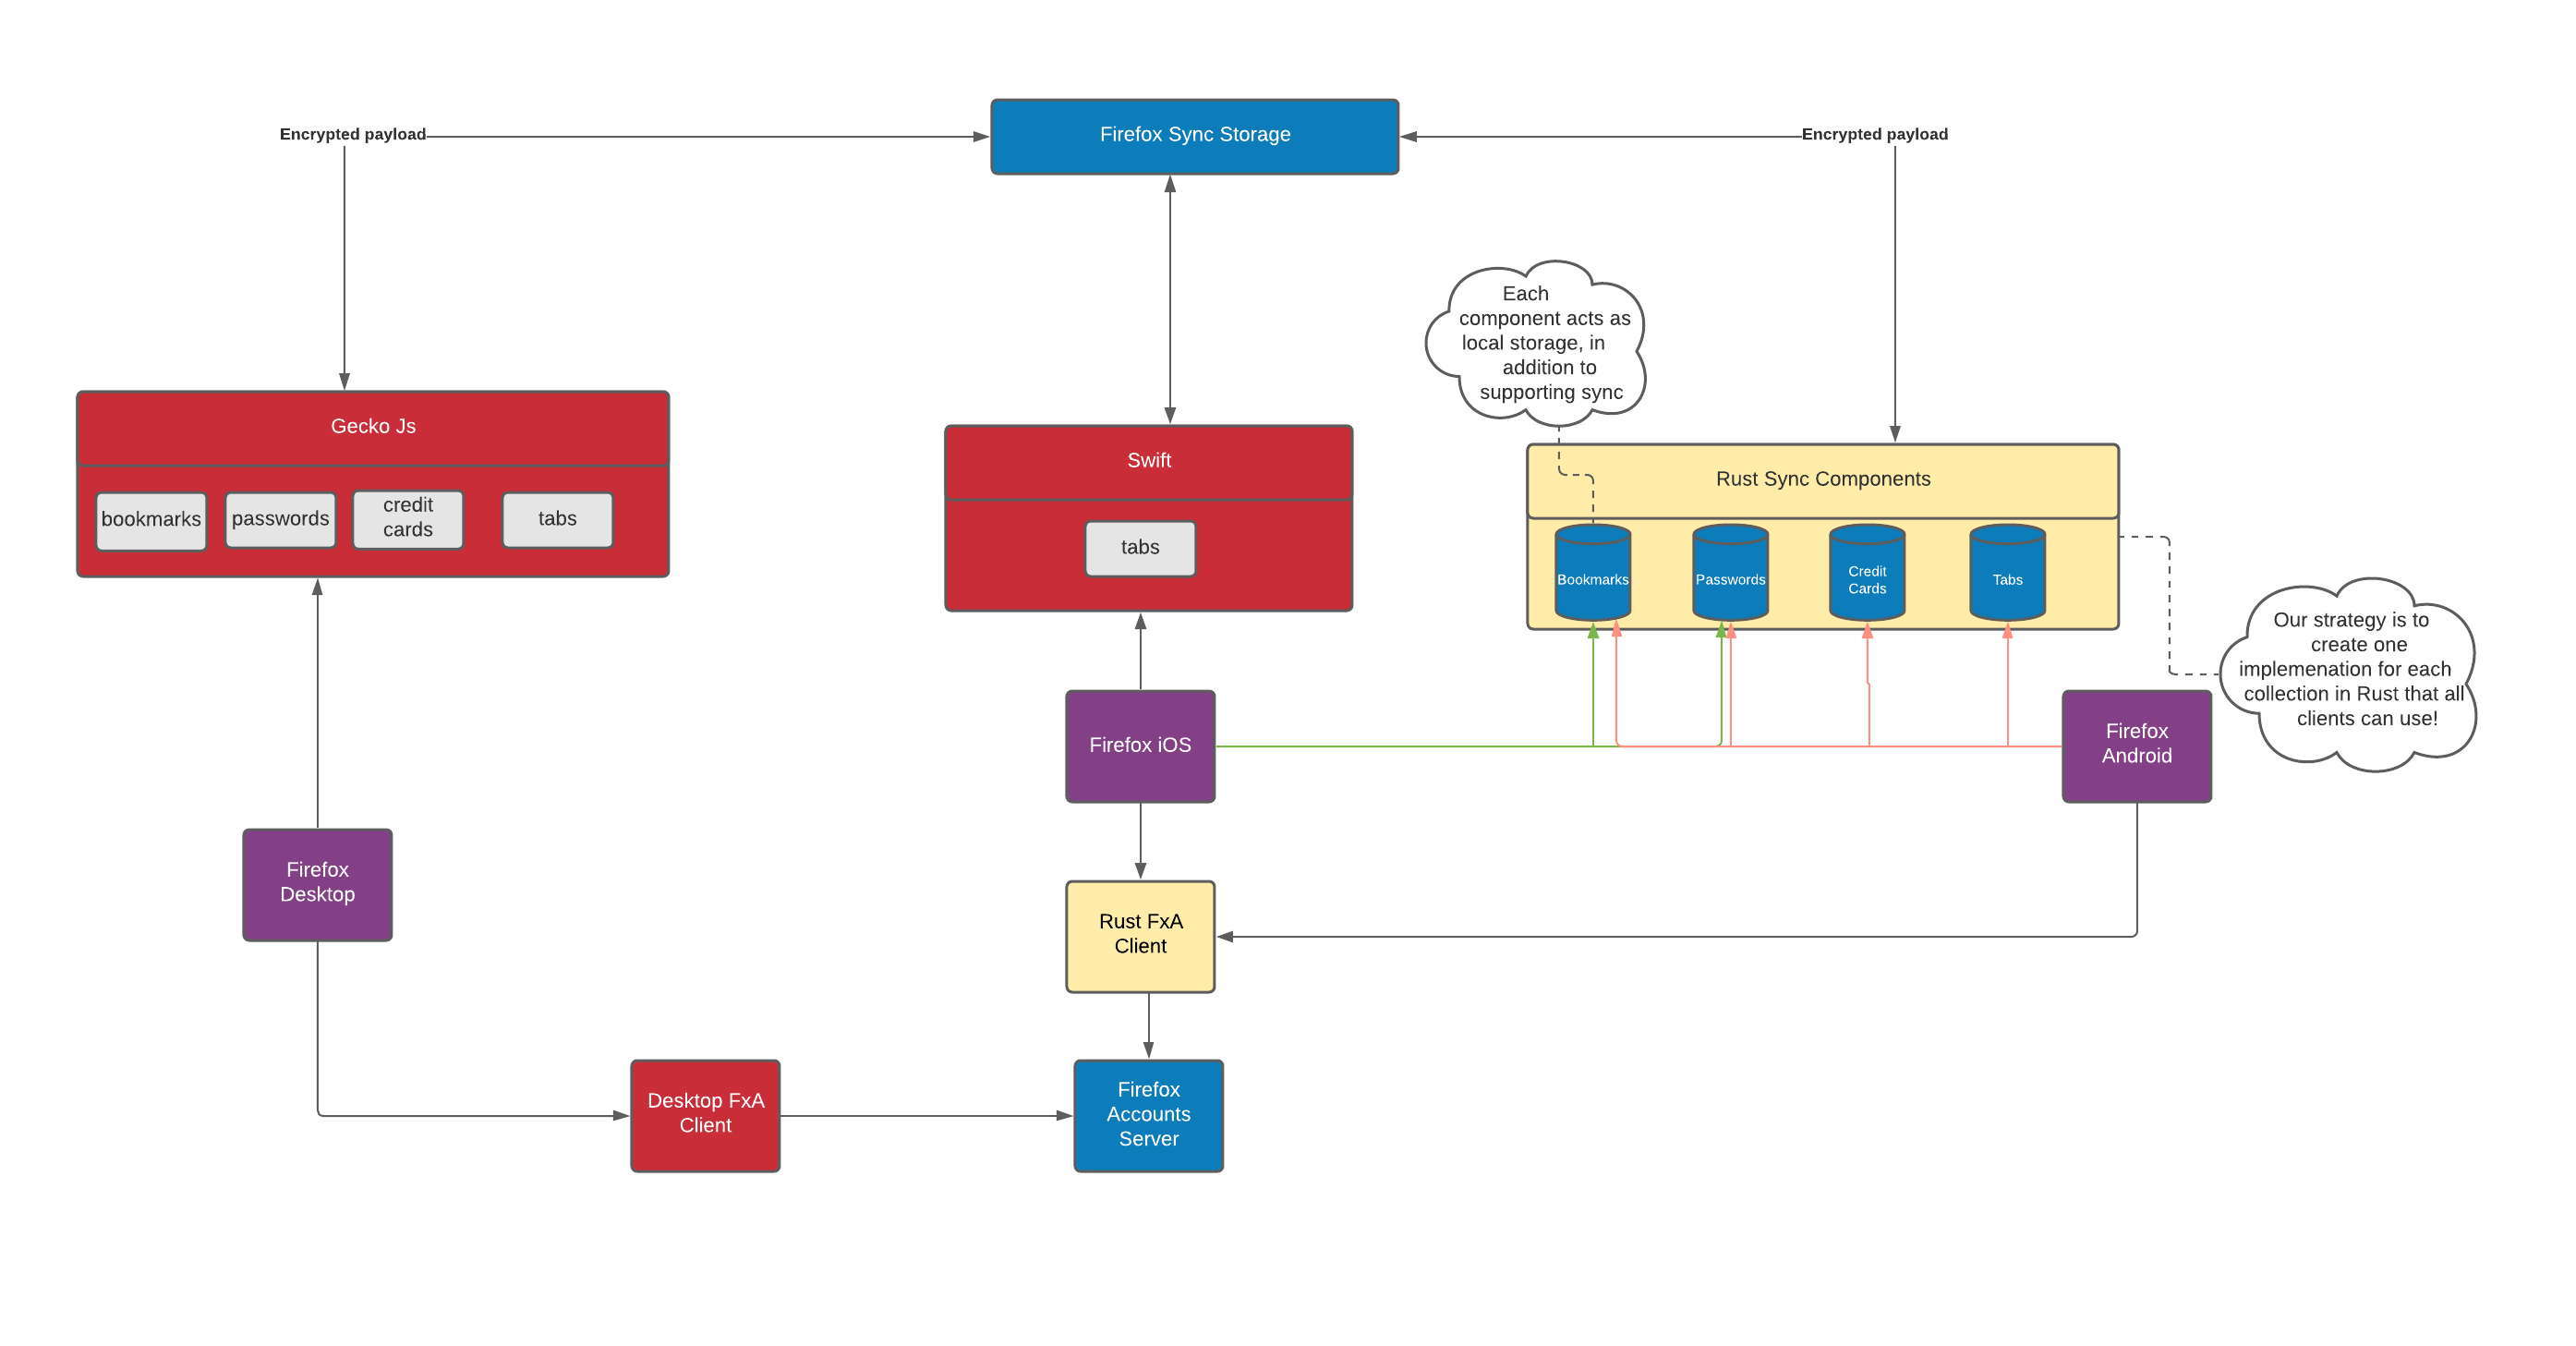 Encrypted payload
Firefox Sync Storage
Encrypted payload
Each
component acts as
local storage, in
addition to
supporting sync
Gecko Js
bookmarks
passwords
credit
cards
tabs
Swift
tabs
Rust Sync Components
Bookmarks
Passwords
Credit
Cards
Tabs
Our strategy is to
create one
implemenation for each
collection in Rust that all
clients can use!
Firefox iOS
Firefox
Android
Firefox
Desktop
Rust FxA
Client
Desktop FxA
Client
Firefox
Accounts
Server